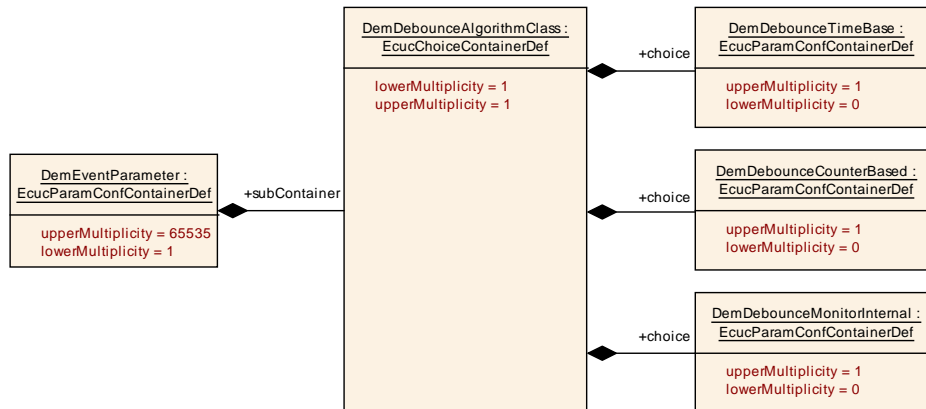 DemDebounceAlgorithmClass :
EcucChoiceContainerDef
lowerMultiplicity = 1
upperMultiplicity = 1
DemDebounceTimeBase :
EcucParamConfContainerDef
+choice
upperMultiplicity = 1
lowerMultiplicity = 0
DemEventParameter :
EcucParamConfContainerDef
+subContainer
upperMultiplicity = 65535
lowerMultiplicity = 1
DemDebounceCounterBased :
EcucParamConfContainerDef
+choice
upperMultiplicity = 1
lowerMultiplicity = 0
DemDebounceMonitorInternal :
EcucParamConfContainerDef
+choice
upperMultiplicity = 1
lowerMultiplicity = 0